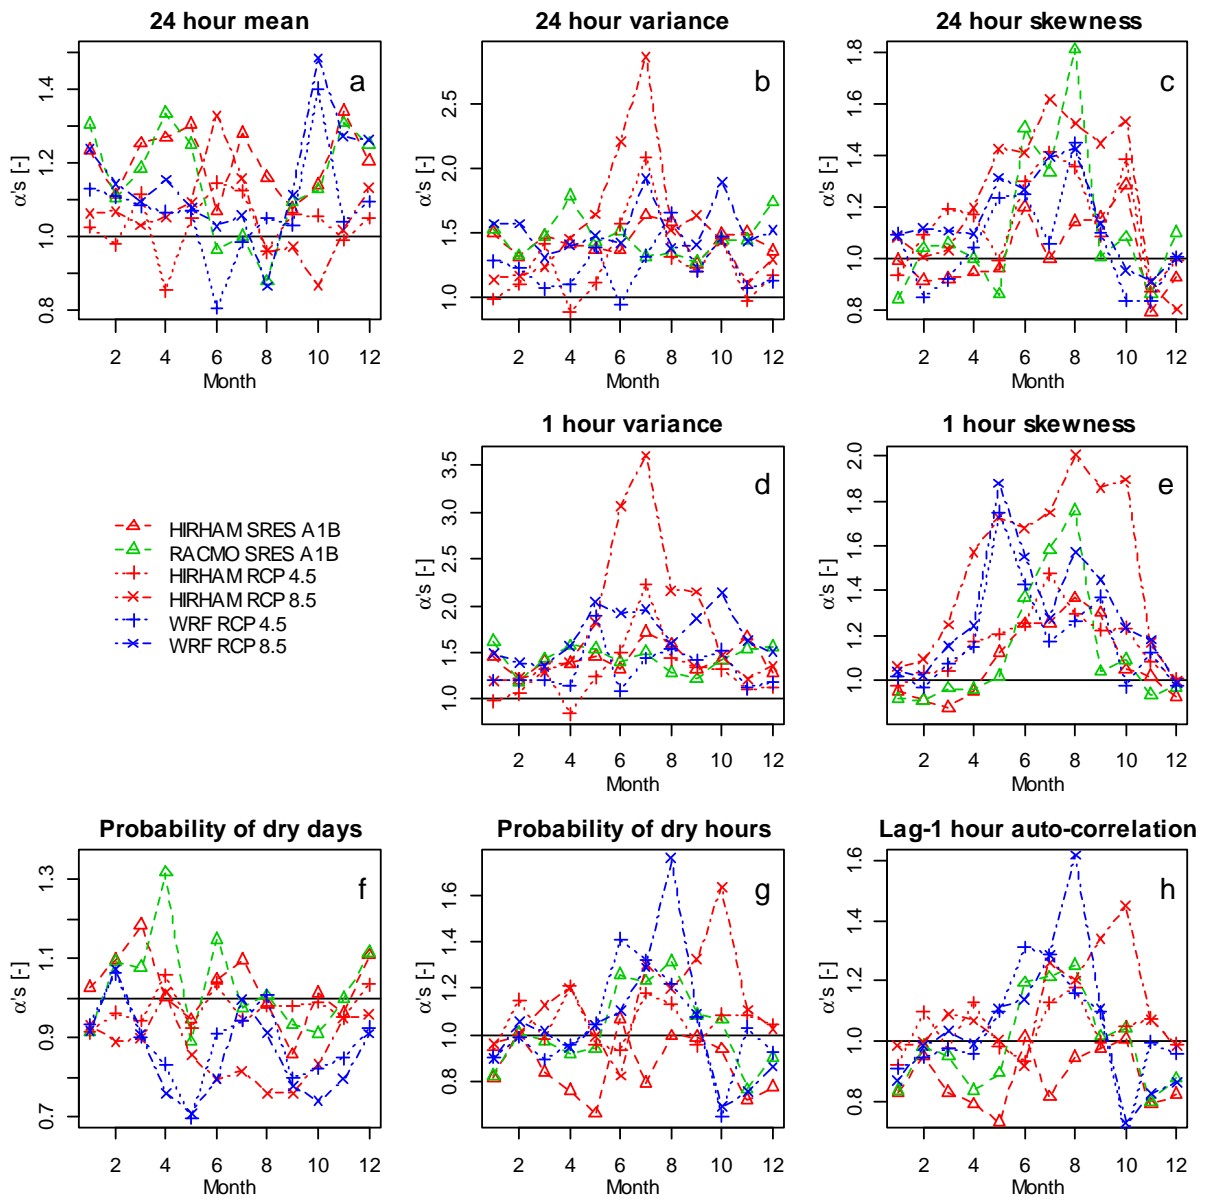 24 hour mean
24 hour variance
24 hour skewness
a
b
c
α's [-]
0.8 1.0 1.2 1.4
2 4 6 8 10 12
Month
α's [-]
1.0 1.5 2.0 2.5
2 4 6 8 10 12
Month
α's [-]
0.8 1.0 1.2 1.4 1.6 1.8
2 4 6 8 10 12
Month
1 hour variance
1 hour skewness
d
e
HIRHAM SRES A1B
RACMO SRES A1B
HIRHAM RCP 4.5
HIRHAM RCP 8.5
WRF RCP 4.5
WRF RCP 8.5
α's [-]
1.0 1.5 2.0 2.5 3.0 3.5
2 4 6 8 10 12
Month
α's [-]
1.0 1.2 1.4 1.6 1.8 2.0
2 4 6 8 10 12
Month
Probability of dry days
Probability of dry hours
Lag-1 hour auto-correlation
f
g
h
α's [-]
0.7 0.9 1.1 1.3
2 4 6 8 10 12
Month
α's [-]
0.8 1.0 1.2 1.4 1.6
2 4 6 8 10 12
Month
α's [-]
0.8 1.0 1.2 1.4 1.6
2 4 6 8 10 12
Month